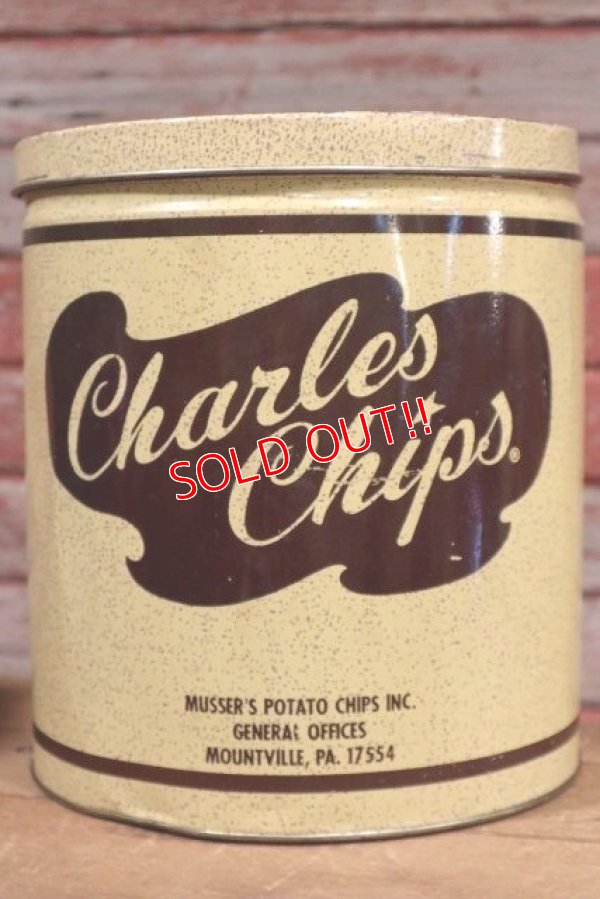 Charles
Chips®
SOLD OUT!!
MUSSER'S POTATO CHIPS INC.
GENERAL OFFICES
MOUNTVILLE, PA. 17554